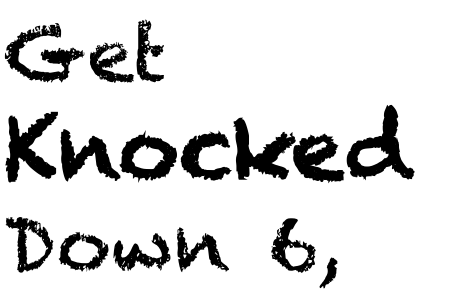 Get
Knocked
Down 6,